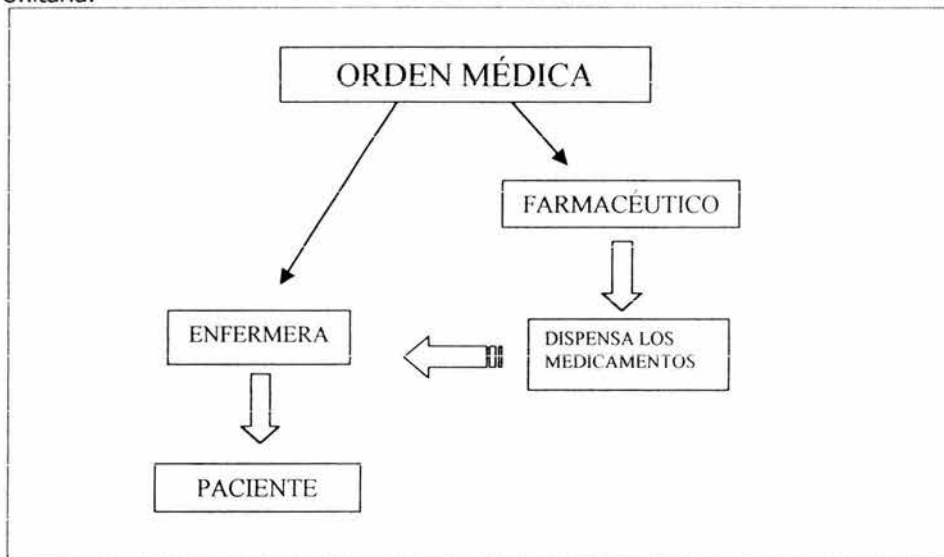 ORDEN MÉDICA
FARMACÉUTICO
ENFERMERA
DISPENSA LOS
MEDICAMENTOS
PACIENTE